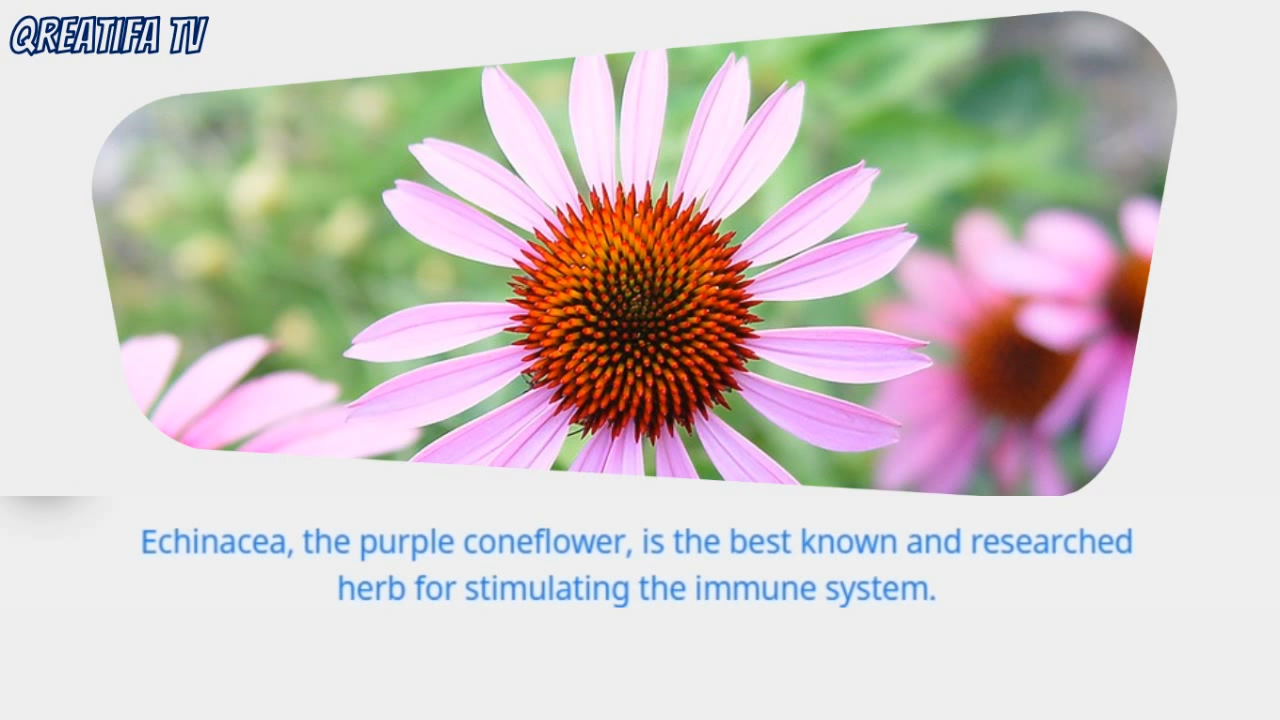 QREATIFA TV
Echinacea, the purple coneflower, is the best known and researched
herb for stimulating the immune system.